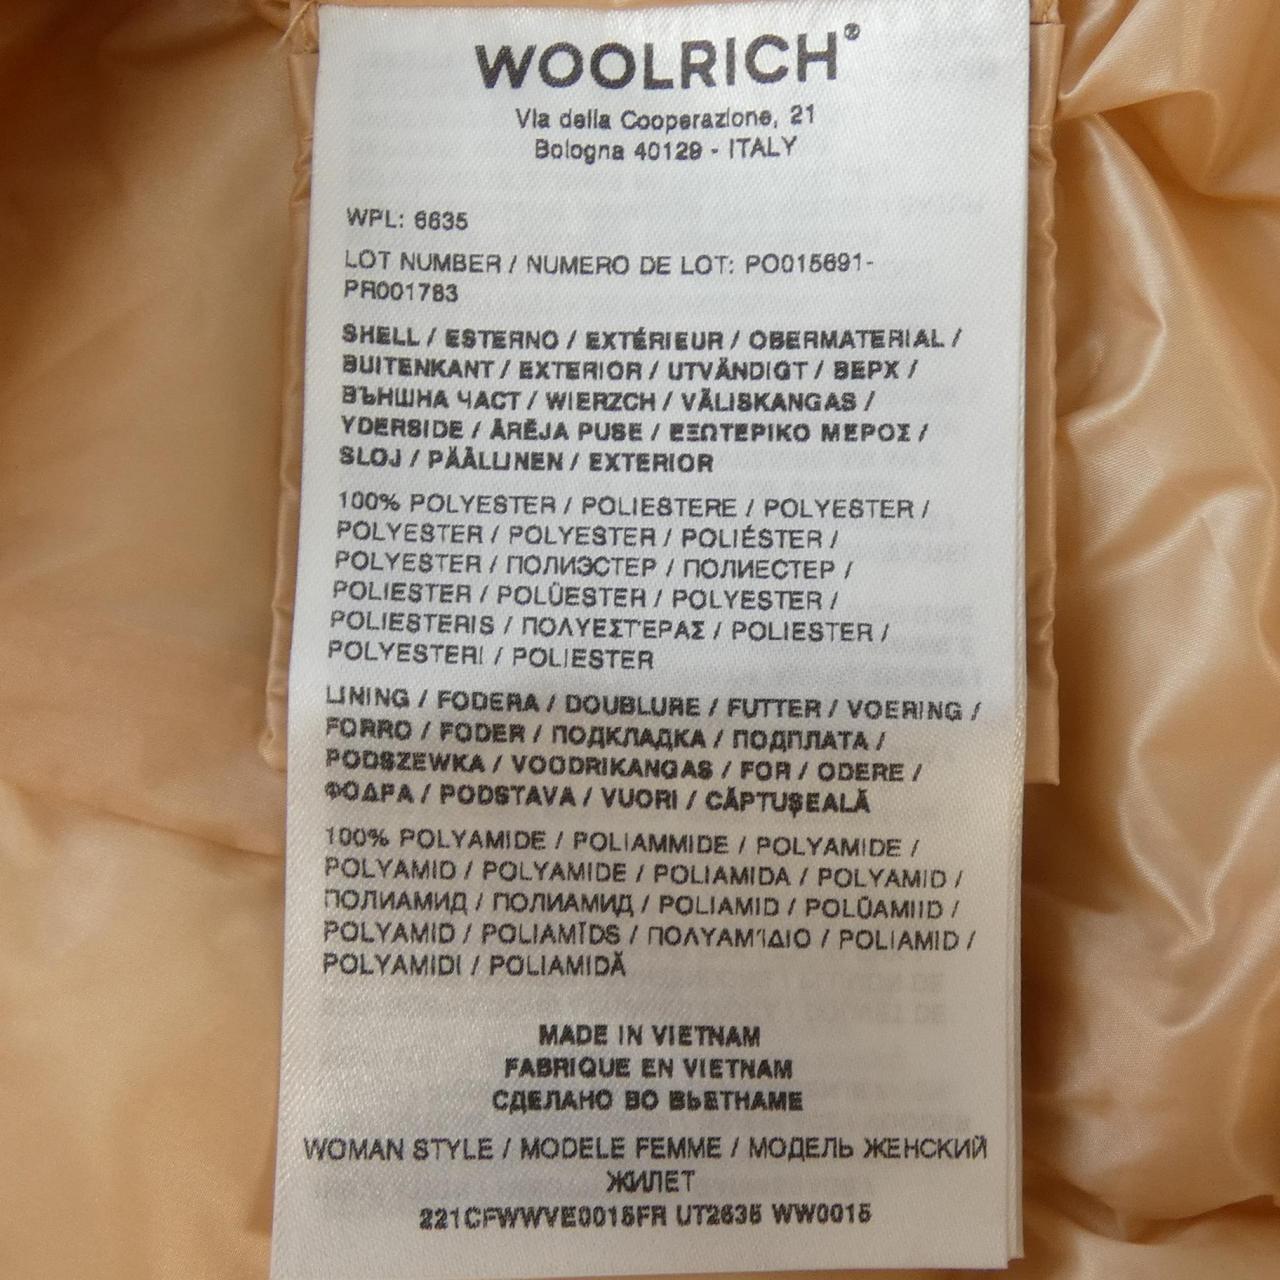 WOOLRICH®
Via della Cooperazione, 21
Bologna 40129 - ITALY
WPL: 6635
LOT NUMBER / NUMERO DE LOT: PO015691-
PR001783
SHELL / ESTERNO / EXTÉRIEUR / OBERMATERIAL /
BUITENKANT / EXTERIOR / UTVÄNDIGT / ВЕРХ /
ВЪНШНА ЧАСТ / WIERZCH / VÄLISKANGAS /
YDERSIDE / ĀRĒJA PUSE / ΕΞΩΤΕΡΙΚΟ ΜΕΡΟΣ /
SLOJ / PÄÄLLINEN / EXTERIOR
100% POLYESTER / POLIESTERE / POLYESTER /
POLYESTER / POLYESTER / POLIÉSTER /
POLYESTER / ПОЛИЭСТЕР / ПОЛИЕСТЕР /
POLIESTER / POLÜESTER / POLYESTER /
POLIESTERIS / ΠΟΛΥΕΣΤΕΡΑΣ / POLIESTER /
POLYESTERI / POLIESTER
LINING / FODERA / DOUBLURE / FUTTER / VOERING /
FORRO / FODER / ПОДКЛАДКА / ПОДПЛАТА /
PODSZEWKA / VOODRIKANGAS / FOR / ODERE /
ΦΟΔΡΑ / PODSTAVA / VUORI / CĂPTUȘEALĂ
100% POLYAMIDE / POLIAMMIDE / POLYAMIDE /
POLYAMID / POLYAMIDE / POLIAMIDA / POLYAMID /
ПОЛИАМИД / ПОЛИАМИД / POLIAMID / POLÜAMIID /
POLYAMID / POLIAMĪDS / ΠΟΛΥΑΜΊΔΙΟ / POLIAMID /
POLYAMIDI / POLIAMIDĂ
MADE IN VIETNAM
FABRIQUE EN VIETNAM
СДЕЛАНО ВО ВЬЕТНАМЕ
WOMAN STYLE / MODELE FEMME / МОДЕЛЬ ЖЕНСКИЙ
ЖИЛЕТ
221CFWWVE0015FR UT2635 WW0015